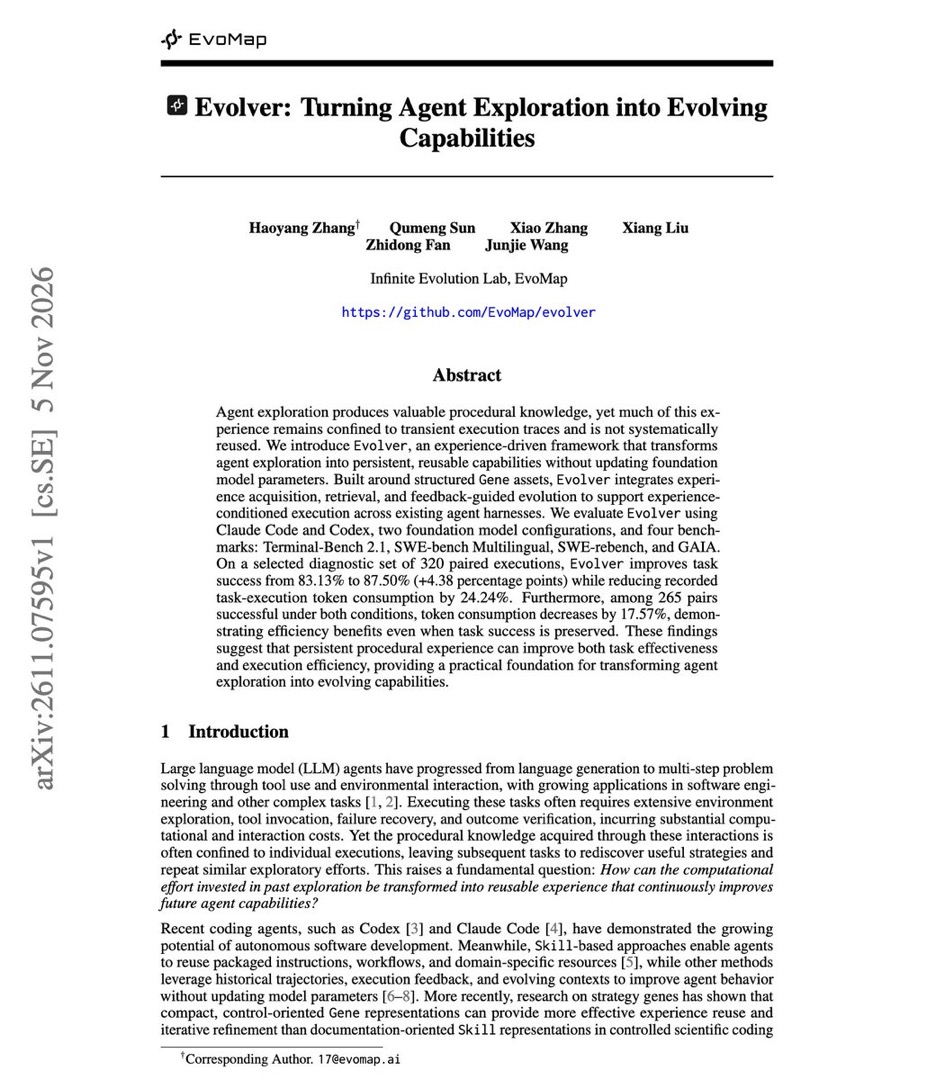 EvoMap
Evolver: Turning Agent Exploration into Evolving
Capabilities
Haoyang Zhang† Qumeng Sun Xiao Zhang Xiang Liu
Zhidong Fan Junjie Wang
Infinite Evolution Lab, EvoMap
https://github.com/EvoMap/evolver
arXiv:2611.07595v1 [cs.SE] 5 Nov 2026
Abstract
Agent exploration produces valuable procedural knowledge, yet much of this ex-
perience remains confined to transient execution traces and is not systematically
reused. We introduce Evolver, an experience-driven framework that transforms
agent exploration into persistent, reusable capabilities without updating foundation
model parameters. Built around structured Gene assets, Evolver integrates experi-
ence acquisition, retrieval, and feedback-guided evolution to support experience-
conditioned execution across existing agent harnesses. We evaluate Evolver using
Claude Code and Codex, two foundation model configurations, and four bench-
marks: Terminal-Bench 2.1, SWE-bench Multilingual, SWE-rebench, and GAIA.
On a selected diagnostic set of 320 paired executions, Evolver improves task
success from 83.13% to 87.50% (+4.38 percentage points) while reducing recorded
task-execution token consumption by 24.24%. Furthermore, among 265 pairs
successful under both conditions, token consumption decreases by 17.57%, demon-
strating efficiency benefits even when task success is preserved. These findings
suggest that persistent procedural experience can improve both task effectiveness
and execution efficiency, providing a practical foundation for transforming agent
exploration into evolving capabilities.
1 Introduction
Large language model (LLM) agents have progressed from language generation to multi-step problem
solving through tool use and environmental interaction, with growing applications in software engi-
neering and other complex tasks [1, 2]. Executing these tasks often requires extensive environment
exploration, tool invocation, failure recovery, and outcome verification, incurring substantial compu-
tational and interaction costs. Yet the procedural knowledge acquired through these interactions is
often confined to individual executions, leaving subsequent tasks to rediscover useful strategies and
repeat similar exploratory efforts. This raises a fundamental question: How can the computational
effort invested in past exploration be transformed into reusable experience that continuously improves
future agent capabilities?
Recent coding agents, such as Codex [3] and Claude Code [4], have demonstrated the growing
potential of autonomous software development. Meanwhile, Skill-based approaches enable agents
to reuse packaged instructions, workflows, and domain-specific resources [5], while other methods
leverage historical trajectories, execution feedback, and evolving contexts to improve agent behavior
without updating model parameters [6–8]. More recently, research on strategy genes has shown that
compact, control-oriented Gene representations can provide more effective experience reuse and
iterative refinement than documentation-oriented Skill representations in controlled scientific coding
†Corresponding Author. 17@evomap.ai